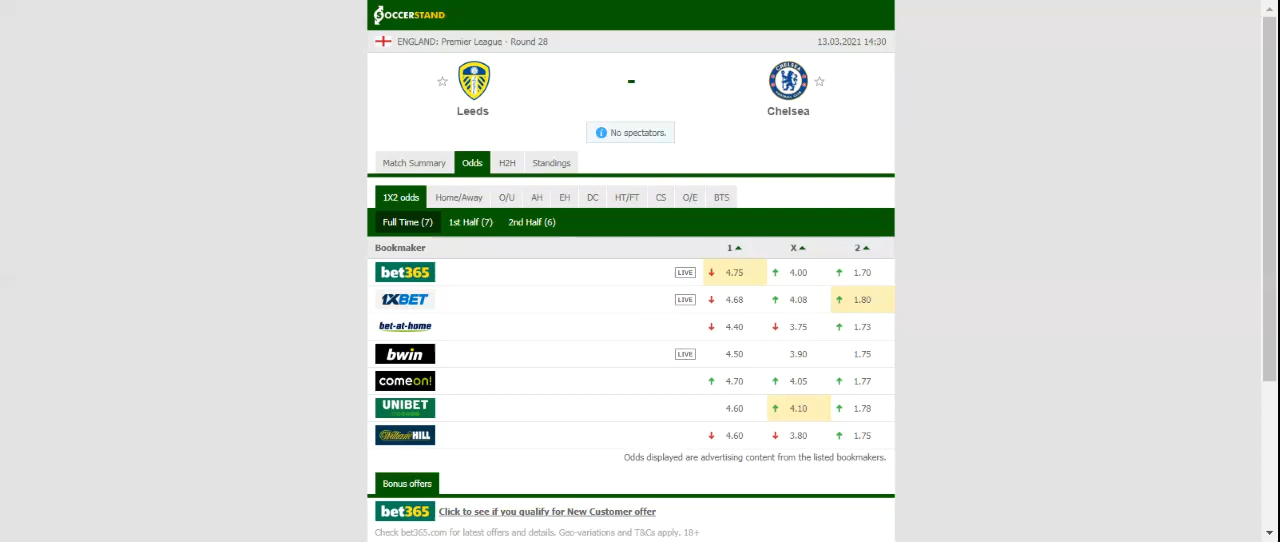 SOCCERSTAND
ENGLAND: Premier League - Round 28 13.03.2021 14:30
-
Leeds Chelsea
i No spectators.
Match Summary Odds H2H Standings
1X2 odds Home/Away O/U AH EH DC HT/FT CS O/E BTS
Full Time (7) 1st Half (7) 2nd Half (6)
Bookmaker 1 X 2
bet365 LIVE 4.75 4.00 1.70
1XBET LIVE 4.68 4.08 1.80
bet-at-home 4.40 3.75 1.73
bwin LIVE 4.50 3.90 1.75
comeon! 4.70 4.05 1.77
UNIBET 4.60 4.10 1.78
William HILL 4.60 3.80 1.75
Odds displayed are advertising content from the listed bookmakers.
Bonus offers
bet365 Click to see if you qualify for New Customer offer
Check bet365.com for latest offers and details. Geo-variations and T&Cs apply. 18+